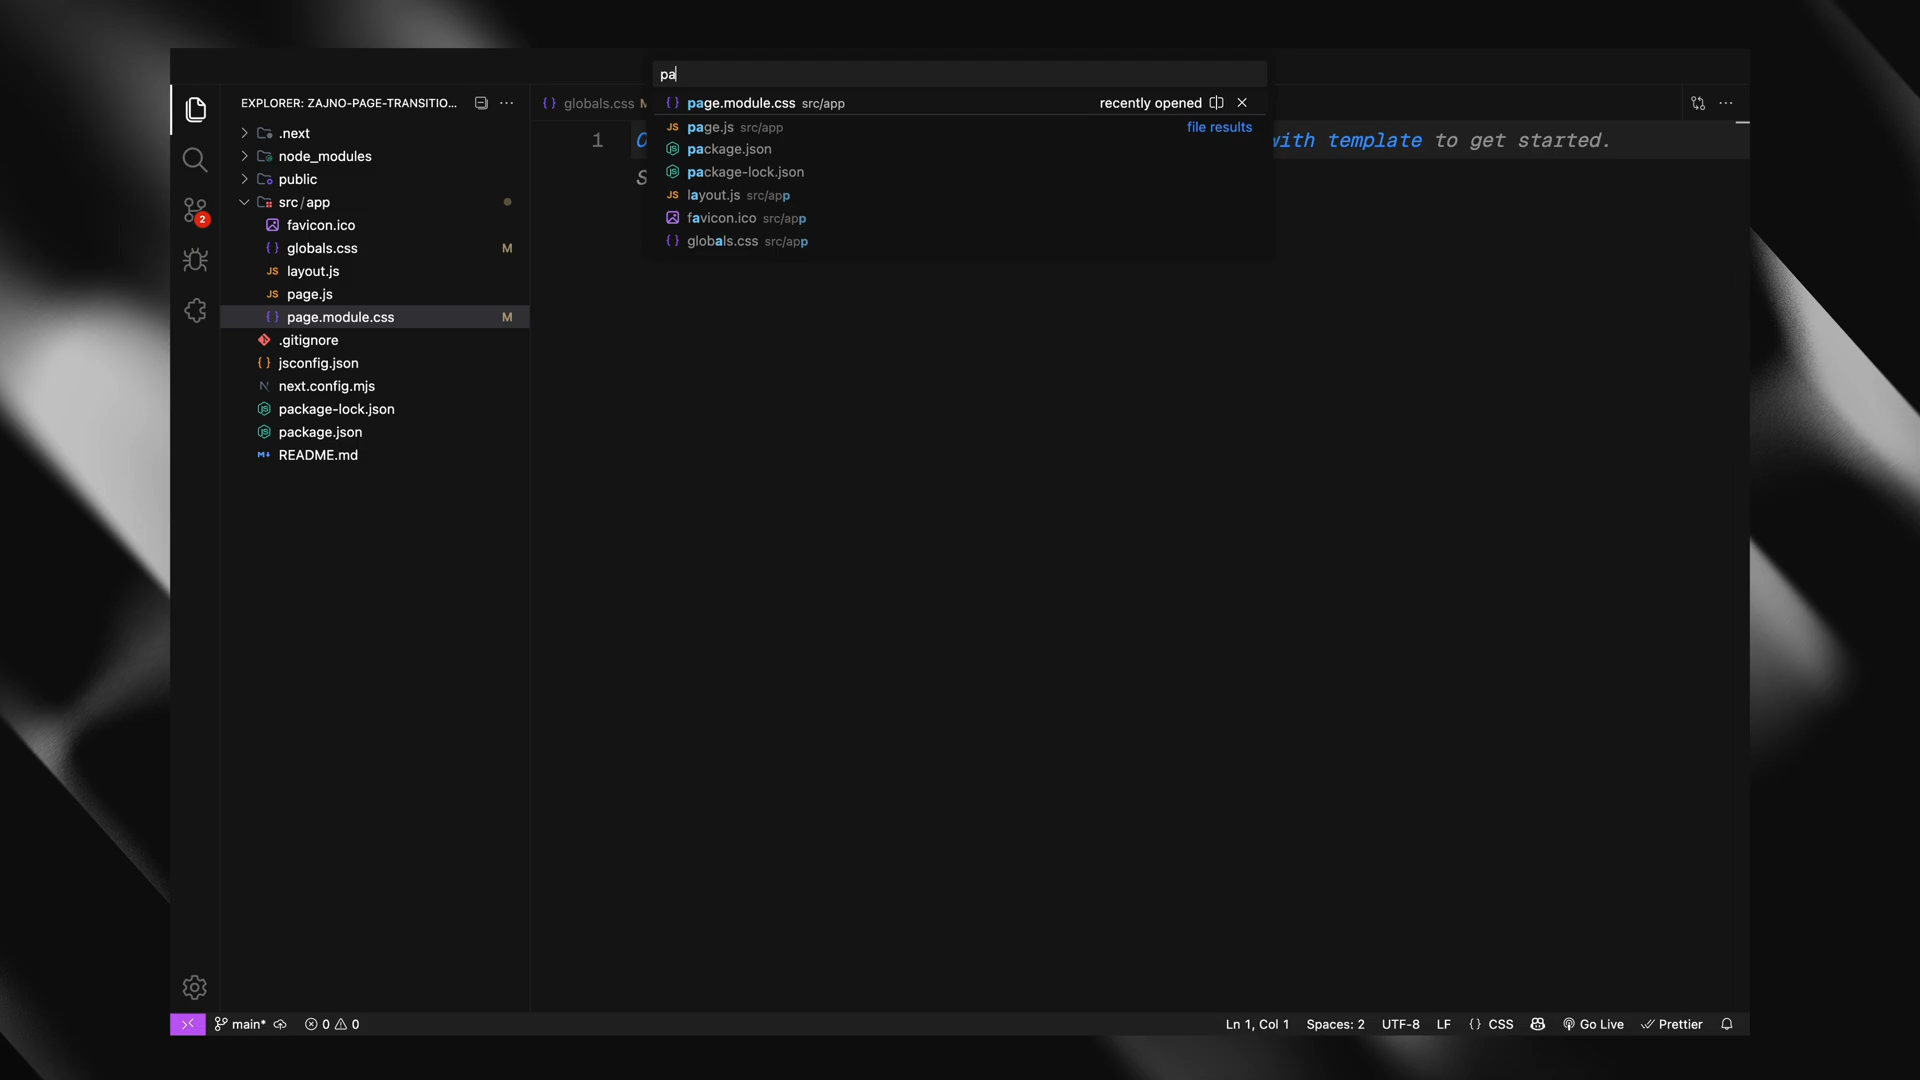 pa
EXPLORER: ZAJNO-PAGE-TRANSITIO...
globals.css M
page.module.css src/app recently opened
page.js src/app file results
package.json
package-lock.json
layout.js src/app
favicon.ico src/app
globals.css src/app
1
with template to get started.
.next
node_modules
public
src/app
favicon.ico
globals.css M
layout.js
page.js
page.module.css M
.gitignore
jsconfig.json
next.config.mjs
package-lock.json
package.json
README.md
2
main* 0 0
Ln 1, Col 1 Spaces: 2 UTF-8 LF {} CSS Go Live Prettier